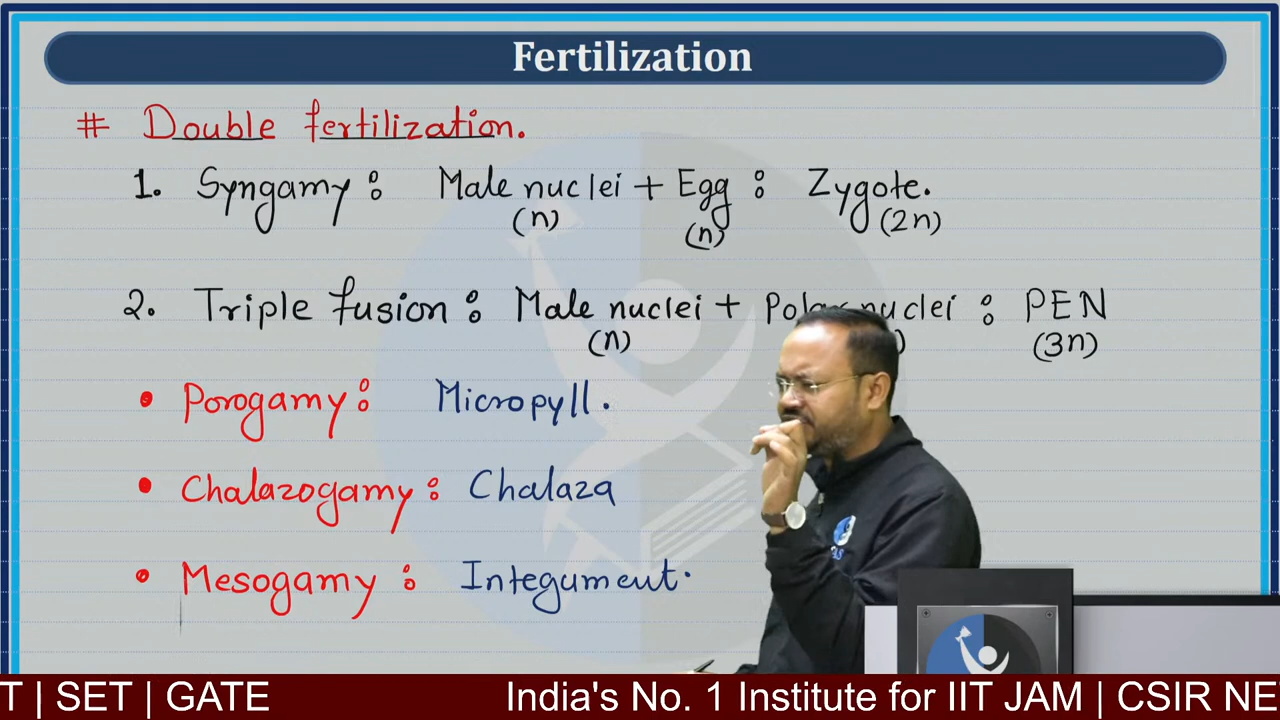 Fertilization
# Double fertilization.
1. Syngamy : Male nuclei + Egg : Zygote.
(n) (n) (2n)
2. Triple fusion : Male nuclei + nuclei : PEN
(n) (3n)
• Porogamy : Micropyll.
• Chalazogamy : Chalaza
• Mesogamy : Integument.
T | SET | GATE India's No. 1 Institute for IIT JAM | CSIR NE